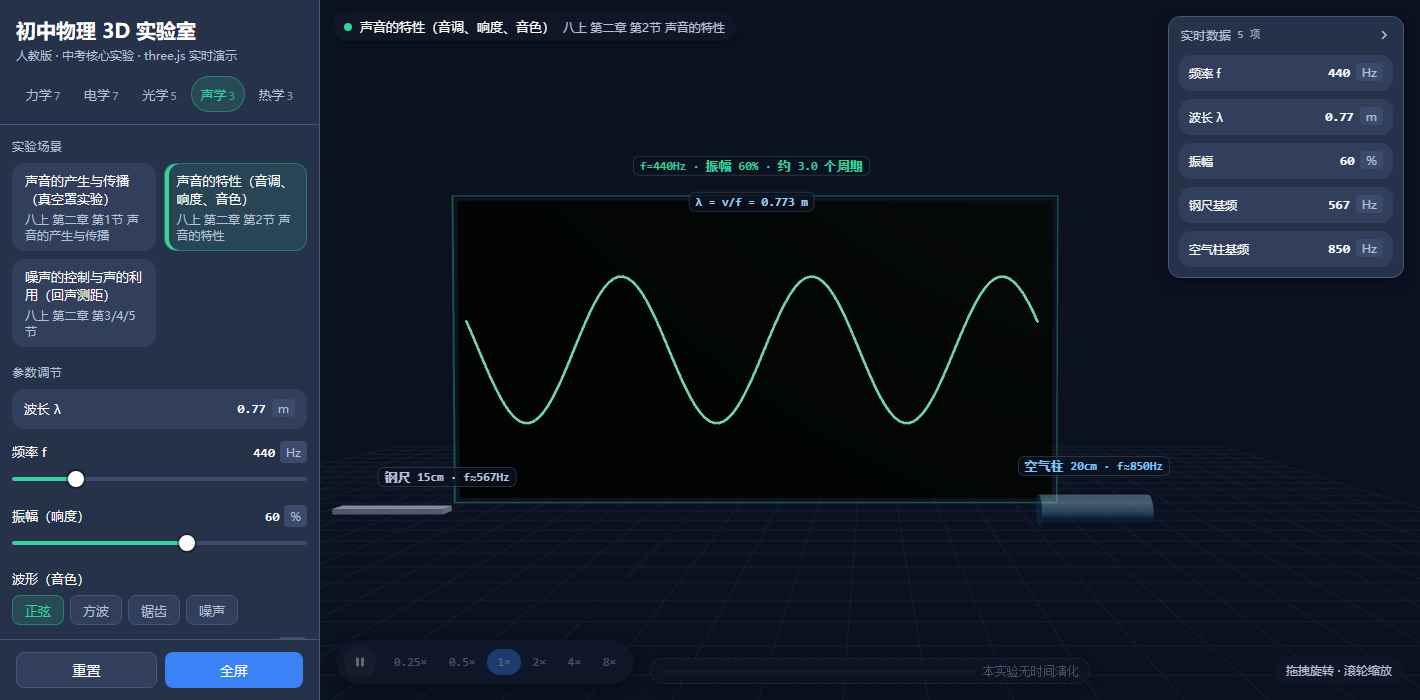 初中物理 3D 实验室
人教版 · 中考核心实验 · three.js 实时演示
力学 7
电学 7
光学 5
声学 3
热学 3
实验场景
声音的产生与传播
（真空罩实验）
八上 第二章 第1节 声
音的产生与传播
声音的特性（音调、
响度、音色）
八上 第二章 第2节 声
音的特性
噪声的控制与声的利
用（回声测距）
八上 第二章 第3/4/5
节
参数调节
波长 λ 0.77 m
频率 f 440 Hz
振幅（响度） 60 %
波形（音色）
正弦
方波
锯齿
噪声
重置
全屏
声音的特性（音调、响度、音色） 八上 第二章 第2节 声音的特性
f=440Hz · 振幅 60% · 约 3.0 个周期
λ = v/f = 0.773 m
钢尺 15cm · f≈567Hz
空气柱 20cm · f≈850Hz
0.25× 0.5× 1× 2× 4× 8×
本实验无时间演化
拖拽旋转 · 滚轮缩放
实时数据 5 项
频率 f 440 Hz
波长 λ 0.77 m
振幅 60 %
钢尺基频 567 Hz
空气柱基频 850 Hz